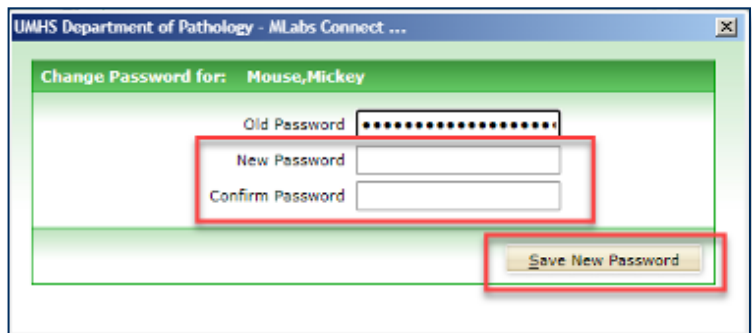 UMHS Department of Pathology - MLabs Connect ...
Change Password for: Mouse,Mickey
Old Password
New Password
Confirm Password
Save New Password